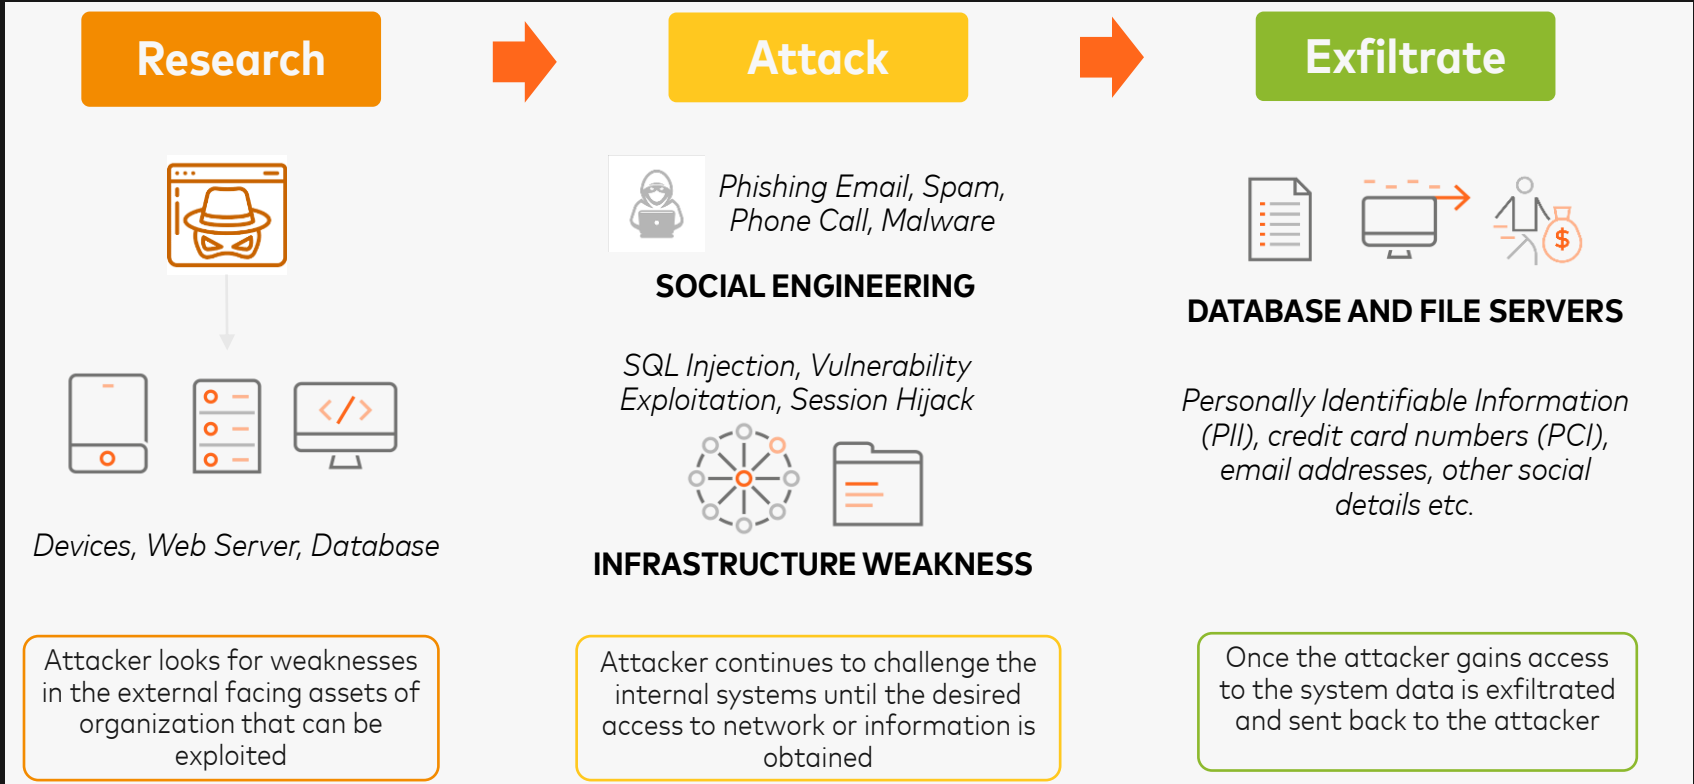 Research
Attack
Exfiltrate
Devices, Web Server, Database
Attacker looks for weaknesses
in the external facing assets of
organization that can be
exploited
Phishing Email, Spam,
Phone Call, Malware
SOCIAL ENGINEERING
SQL Injection, Vulnerability
Exploitation, Session Hijack
INFRASTRUCTURE WEAKNESS
Attacker continues to challenge the
internal systems until the desired
access to network or information is
obtained
$
DATABASE AND FILE SERVERS
Personally Identifiable Information
(PII), credit card numbers (PCI),
email addresses, other social
details etc.
Once the attacker gains access
to the system data is exfiltrated
and sent back to the attacker